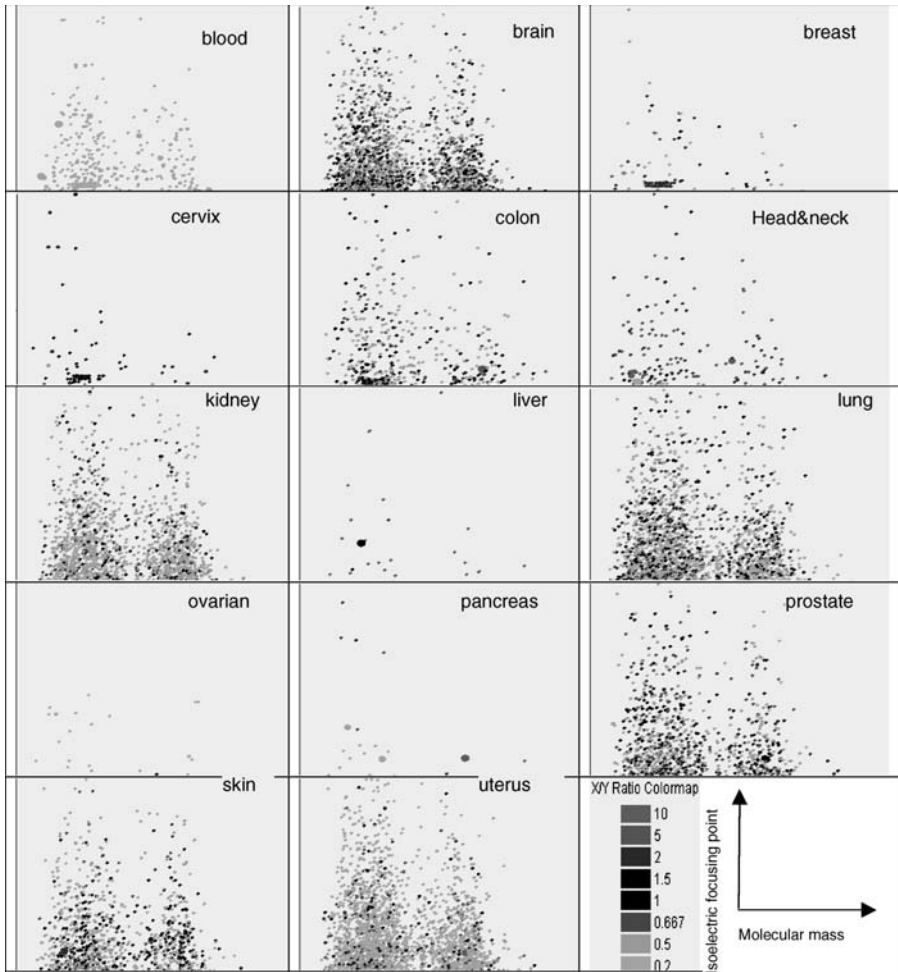 blood
brain
breast
cervix
colon
Head&neck
kidney
liver
lung
ovarian
pancreas
prostate
skin
uterus
X/Y Ratio Colormap
10
5
2
1.5
1
0.667
0.5
0.2
soelectric focusing point
Molecular mass